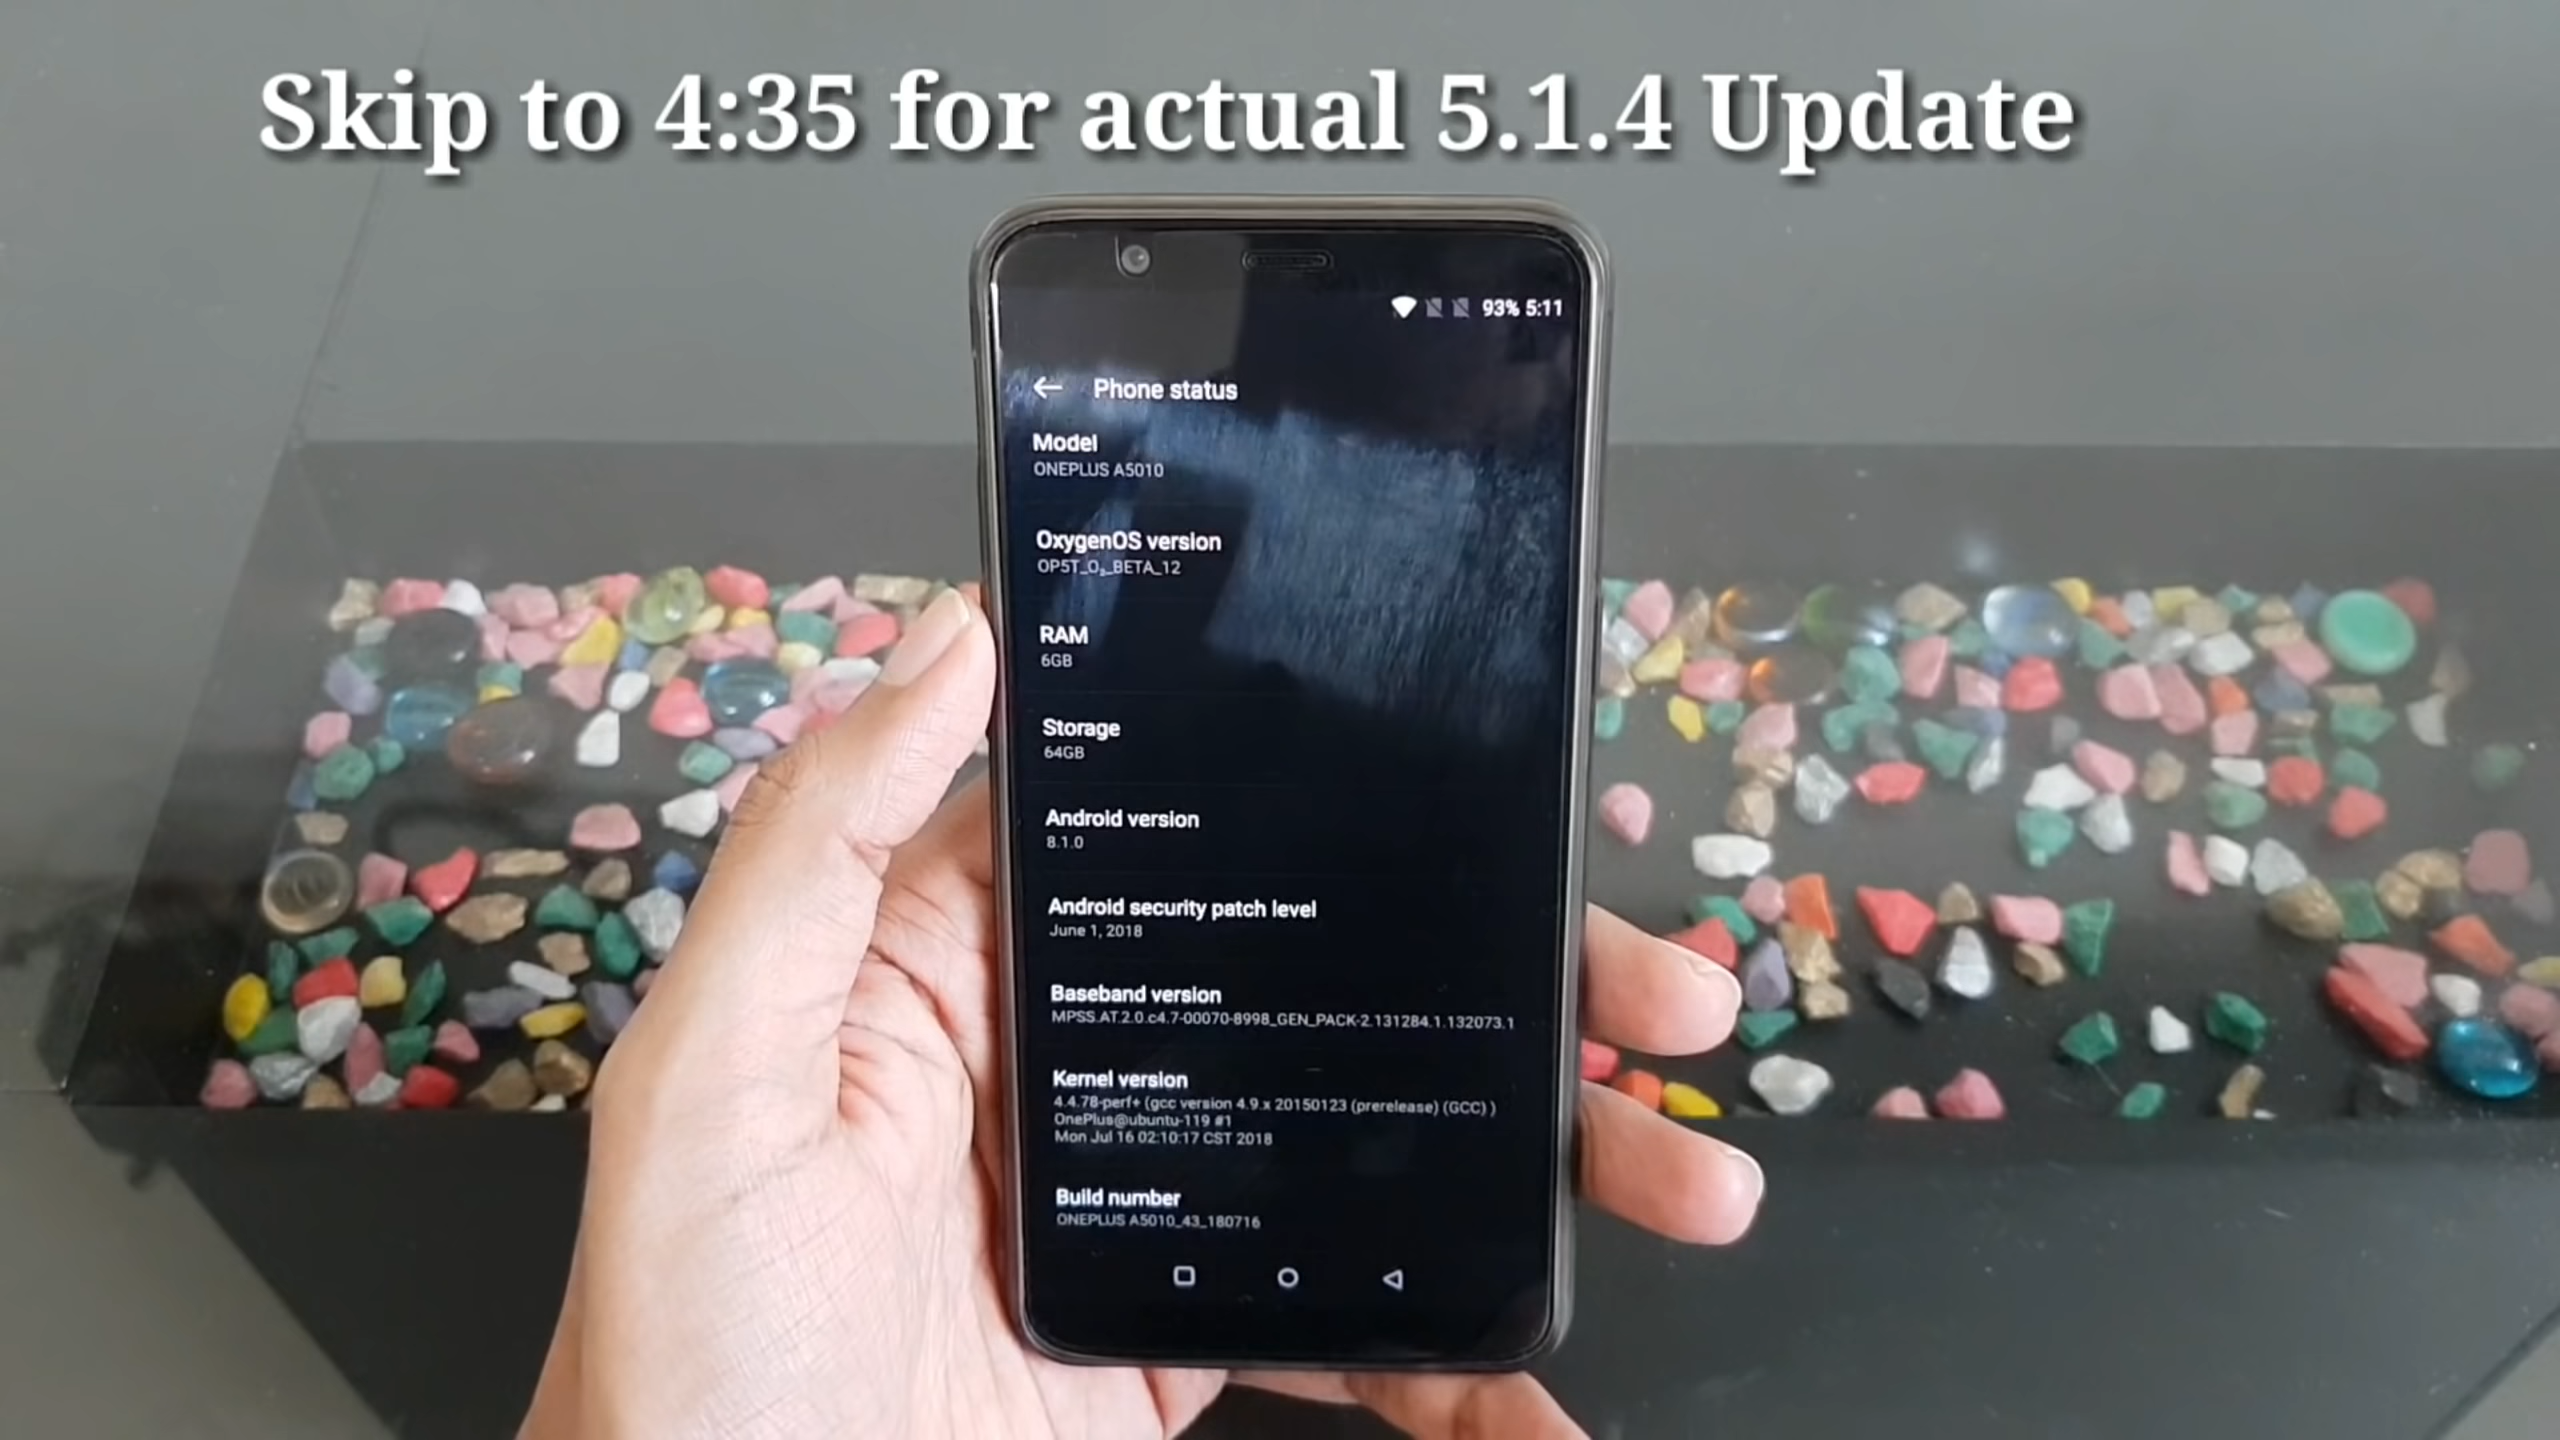 Skip to 4:35 for actual 5.1.4 Update
93% 5:11
Phone status
Model
ONEPLUS A5010
OxygenOS version
OP5T_O₂_BETA_12
RAM
6GB
Storage
64GB
Android version
8.1.0
Android security patch level
June 1, 2018
Baseband version
MPSS.AT.2.0.c4.7-00070-8998_GEN_PACK-2.131284.1.132073.1
Kernel version
4.4.78-perf+ (gcc version 4.9.x 20150123 (prerelease) (GCC) )
OnePlus@ubuntu-119 #1
Mon Jul 16 02:10:17 CST 2018
Build number
ONEPLUS A5010_43_180716